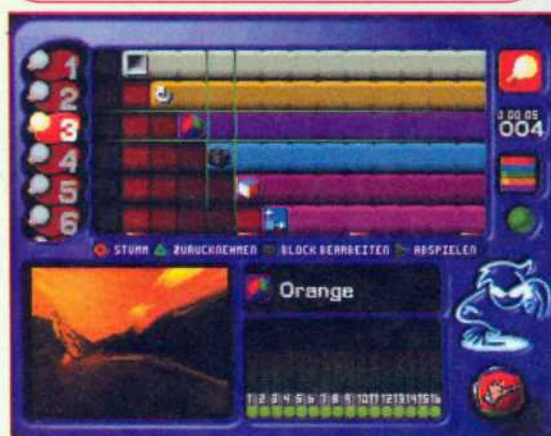 1
2
3
4
5
6
0 00 05
004
STUMM ZURUCKNEHMEN BLOCK BEARBEITEN ABSPIELEN
Orange
1 2 3 4 5 6 7 8 9 10 11 12 13 14 15 16